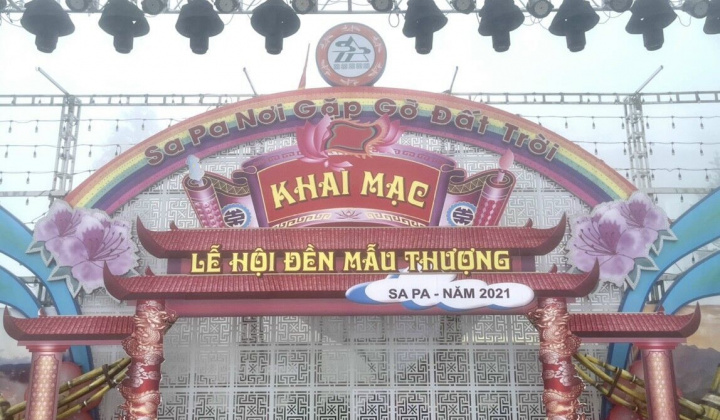 Sa Pa Nơi Gặp Gỡ Đất Trời
KHAI MẠC
LỄ HỘI ĐỀN MẪU THƯỢNG
SA PA - NĂM 2021